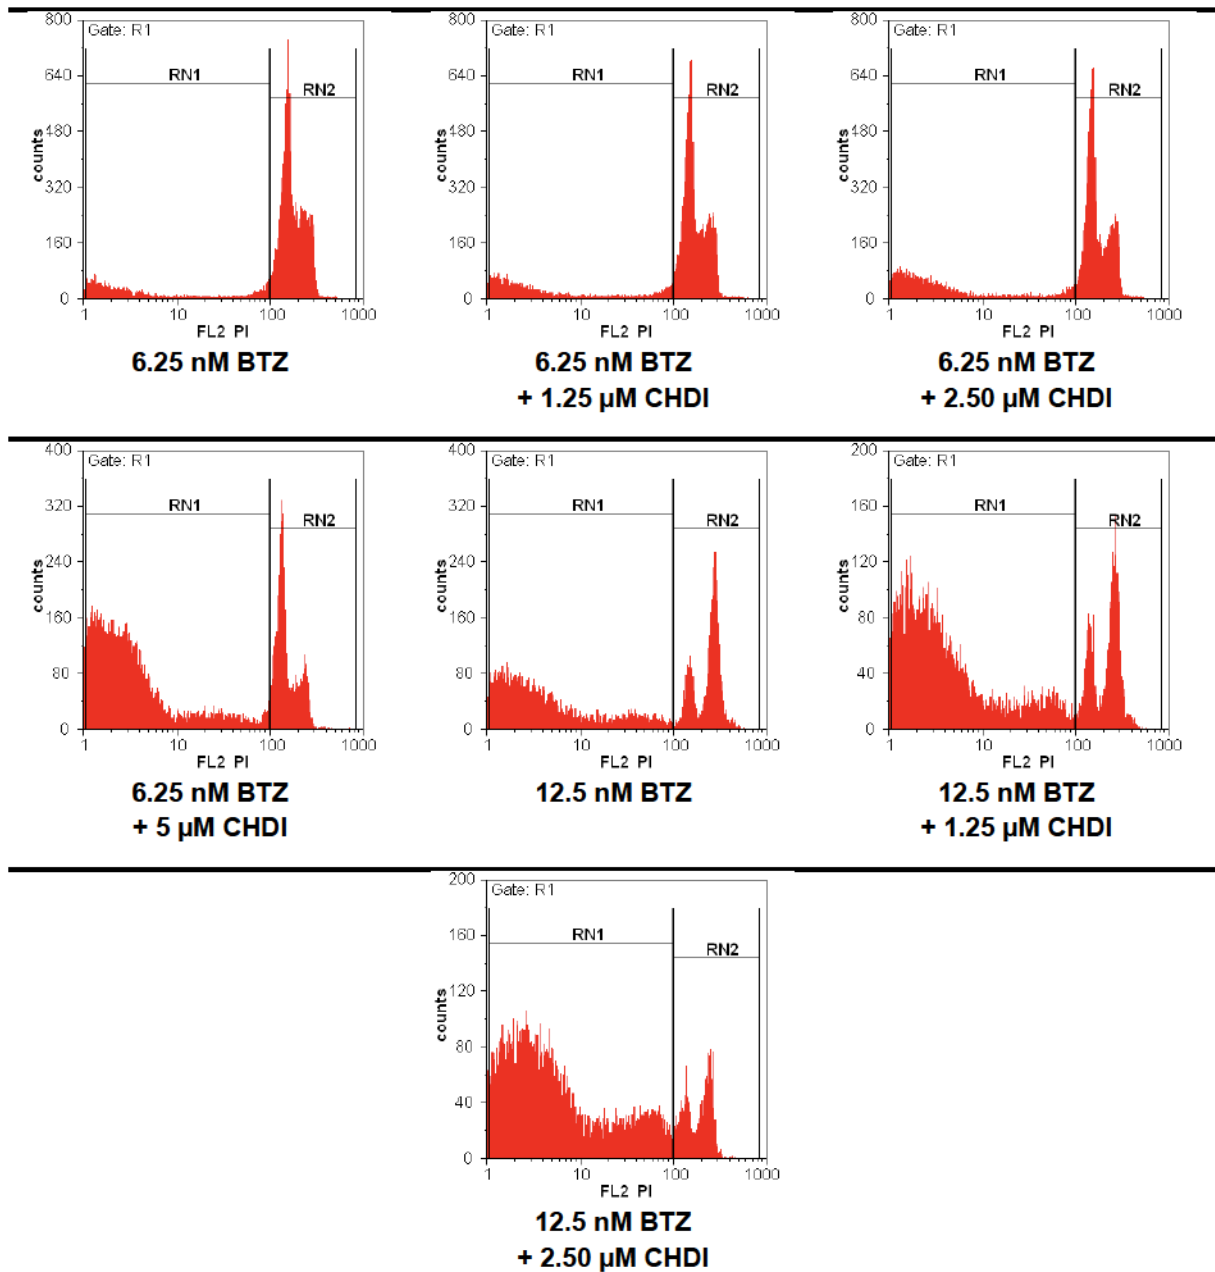 800
Gate: R1
640
RN1
RN2
480
counts
320
160
0
1 10 100 1000
FL2 PI
6.25 nM BTZ
800
Gate: R1
640
RN1
RN2
480
counts
320
160
0
1 10 100 1000
FL2 PI
6.25 nM BTZ
+ 1.25 µM CHDI
800
Gate: R1
640
RN1
RN2
480
counts
320
160
0
1 10 100 1000
FL2 PI
6.25 nM BTZ
+ 2.50 µM CHDI
400
Gate: R1
320
RN1
RN2
240
counts
160
80
0
1 10 100 1000
FL2 PI
6.25 nM BTZ
+ 5 µM CHDI
400
Gate: R1
320
RN1
RN2
240
counts
160
80
0
1 10 100 1000
FL2 PI
12.5 nM BTZ
200
Gate: R1
160
RN1
RN2
120
counts
80
40
0
1 10 100 1000
FL2 PI
12.5 nM BTZ
+ 1.25 µM CHDI
200
Gate: R1
160
RN1
RN2
120
counts
80
40
0
1 10 100 1000
FL2 PI
12.5 nM BTZ
+ 2.50 µM CHDI